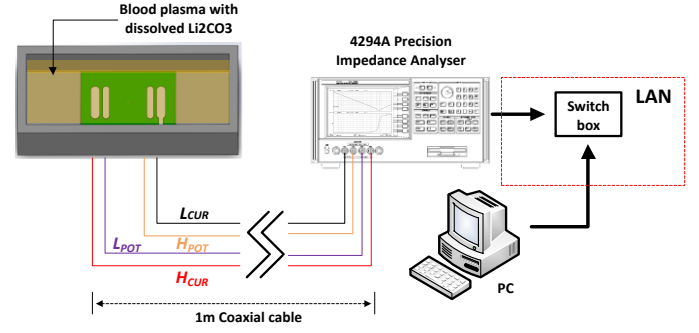 Blood plasma with
dissolved Li2CO3
4294A Precision
Impedance Analyser
LAN
Switch
box
LCUR
LPOT
HPOT
HCUR
PC
1m Coaxial cable